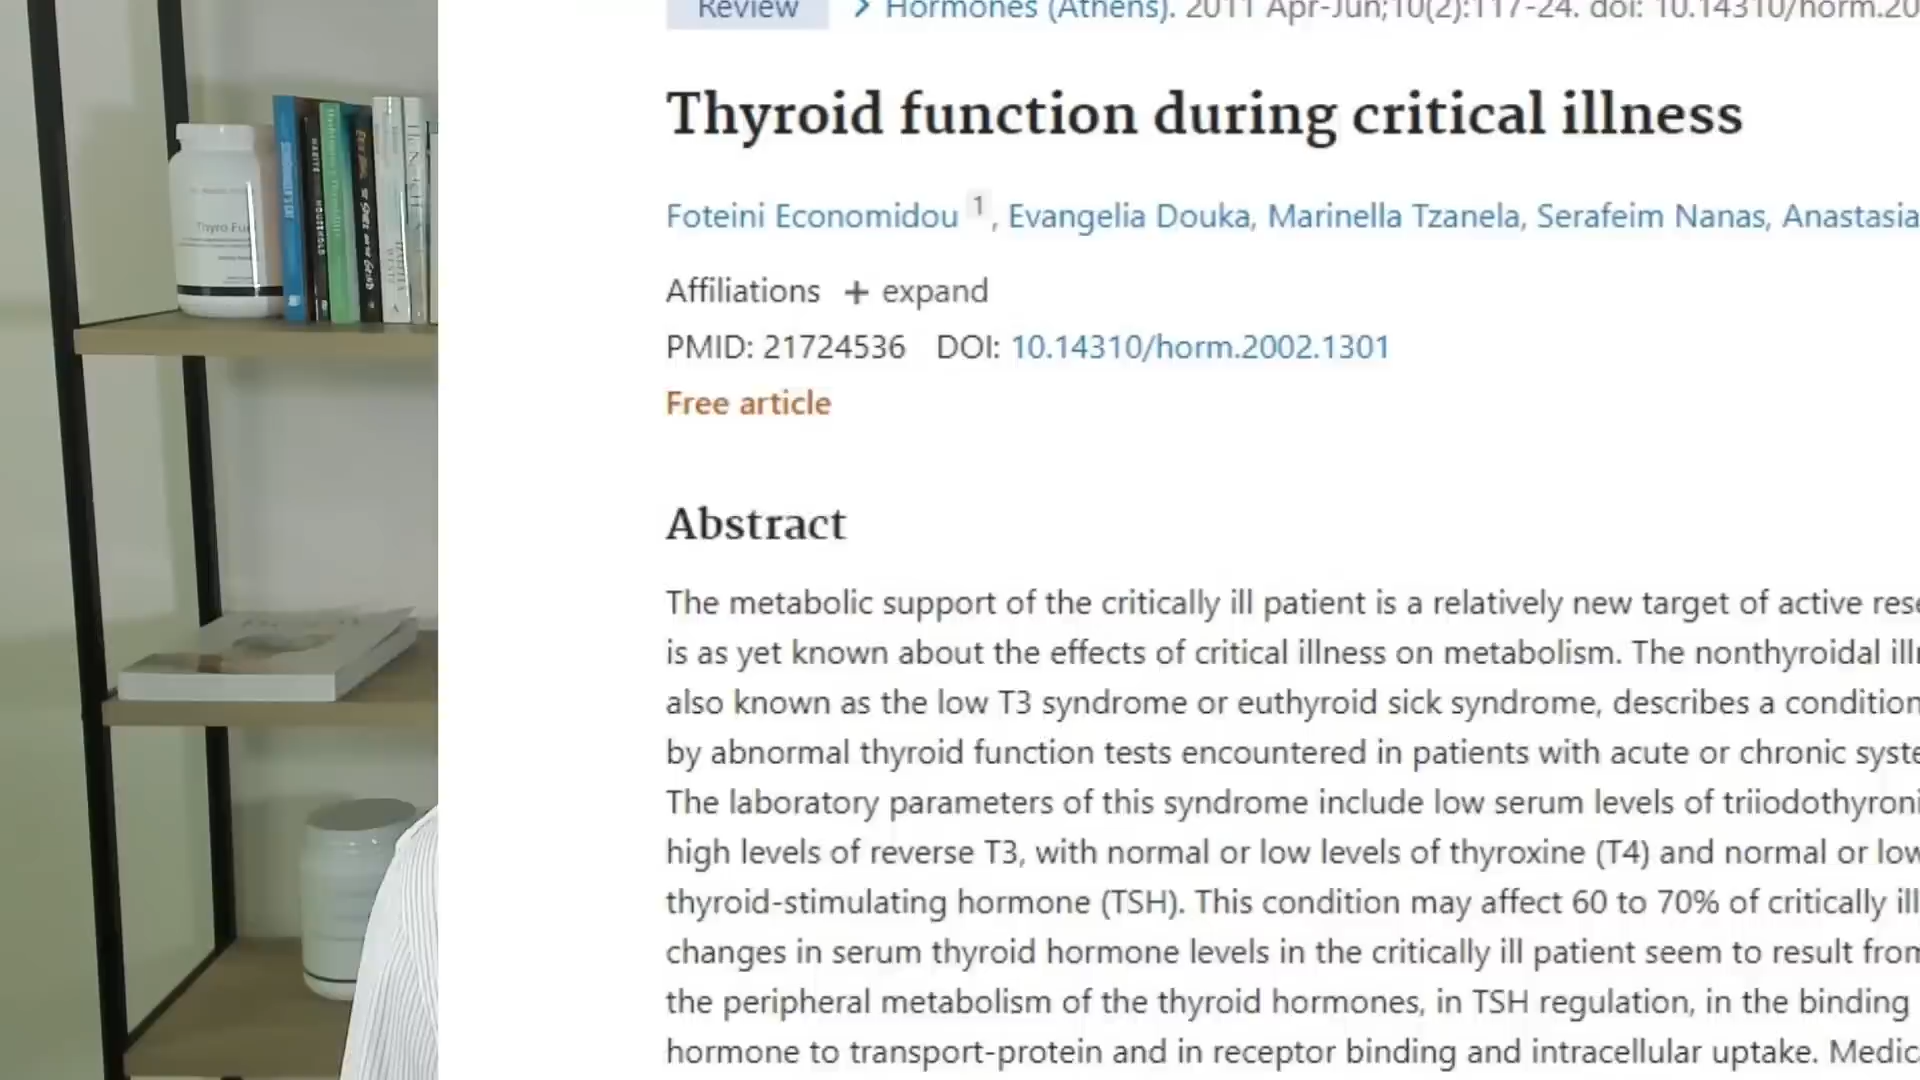 Review > Hormones (Athens). 2011 Apr-Jun;10(2):117-24. doi: 10.14310/horm.20
Thyroid function during critical illness
Foteini Economidou 1, Evangelia Douka, Marinella Tzanela, Serafeim Nanas, Anastasia
Affiliations + expand
PMID: 21724536 DOI: 10.14310/horm.2002.1301
Free article
Abstract
The metabolic support of the critically ill patient is a relatively new target of active
is as yet known about the effects of critical illness on metabolism. The nonthyroidal
also known as the low T3 syndrome or euthyroid sick syndrome, describes a condition
by abnormal thyroid function tests encountered in patients with acute or chronic
The laboratory parameters of this syndrome include low serum levels of
high levels of reverse T3, with normal or low levels of thyroxine (T4) and normal or low
thyroid-stimulating hormone (TSH). This condition may affect 60 to 70% of critically ill
changes in serum thyroid hormone levels in the critically ill patient seem to result from
the peripheral metabolism of the thyroid hormones, in TSH regulation, in the binding
hormone to transport-protein and in receptor binding and intracellular uptake.
Thyro